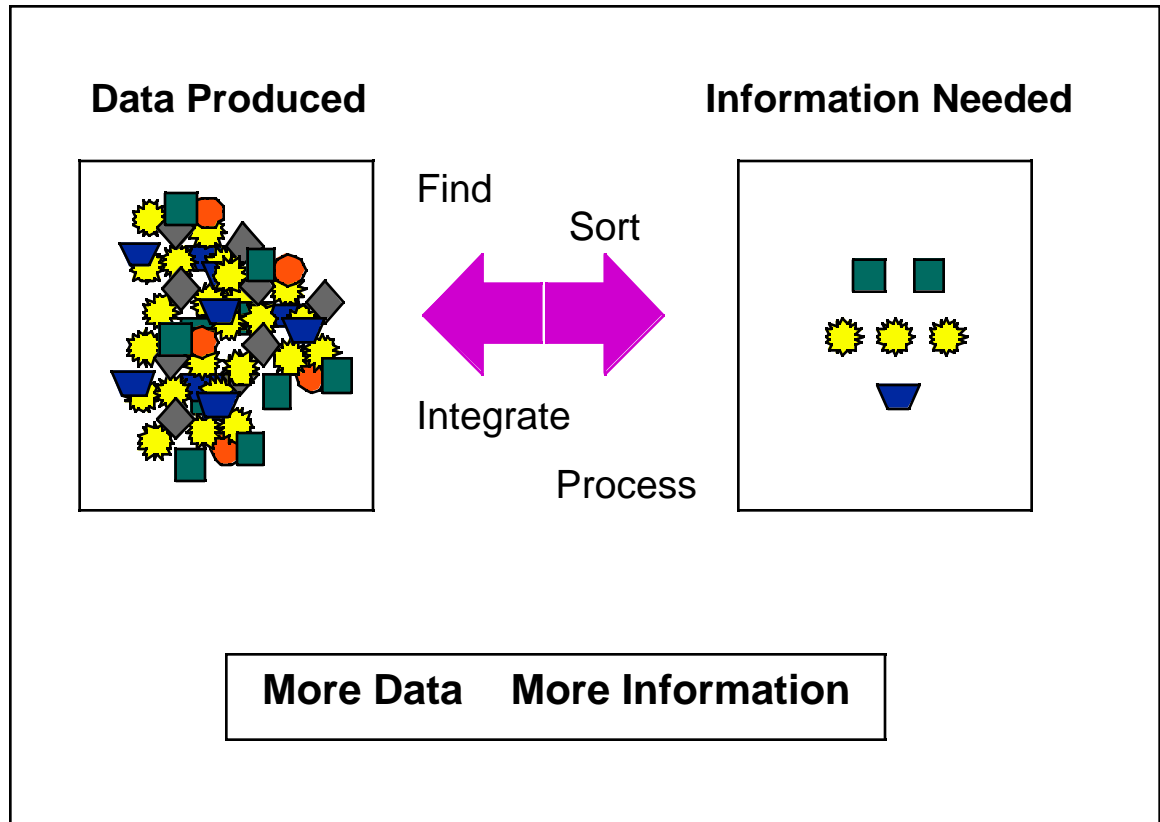 Data Produced
Information Needed
Find
Sort
Integrate
Process
More Data More Information